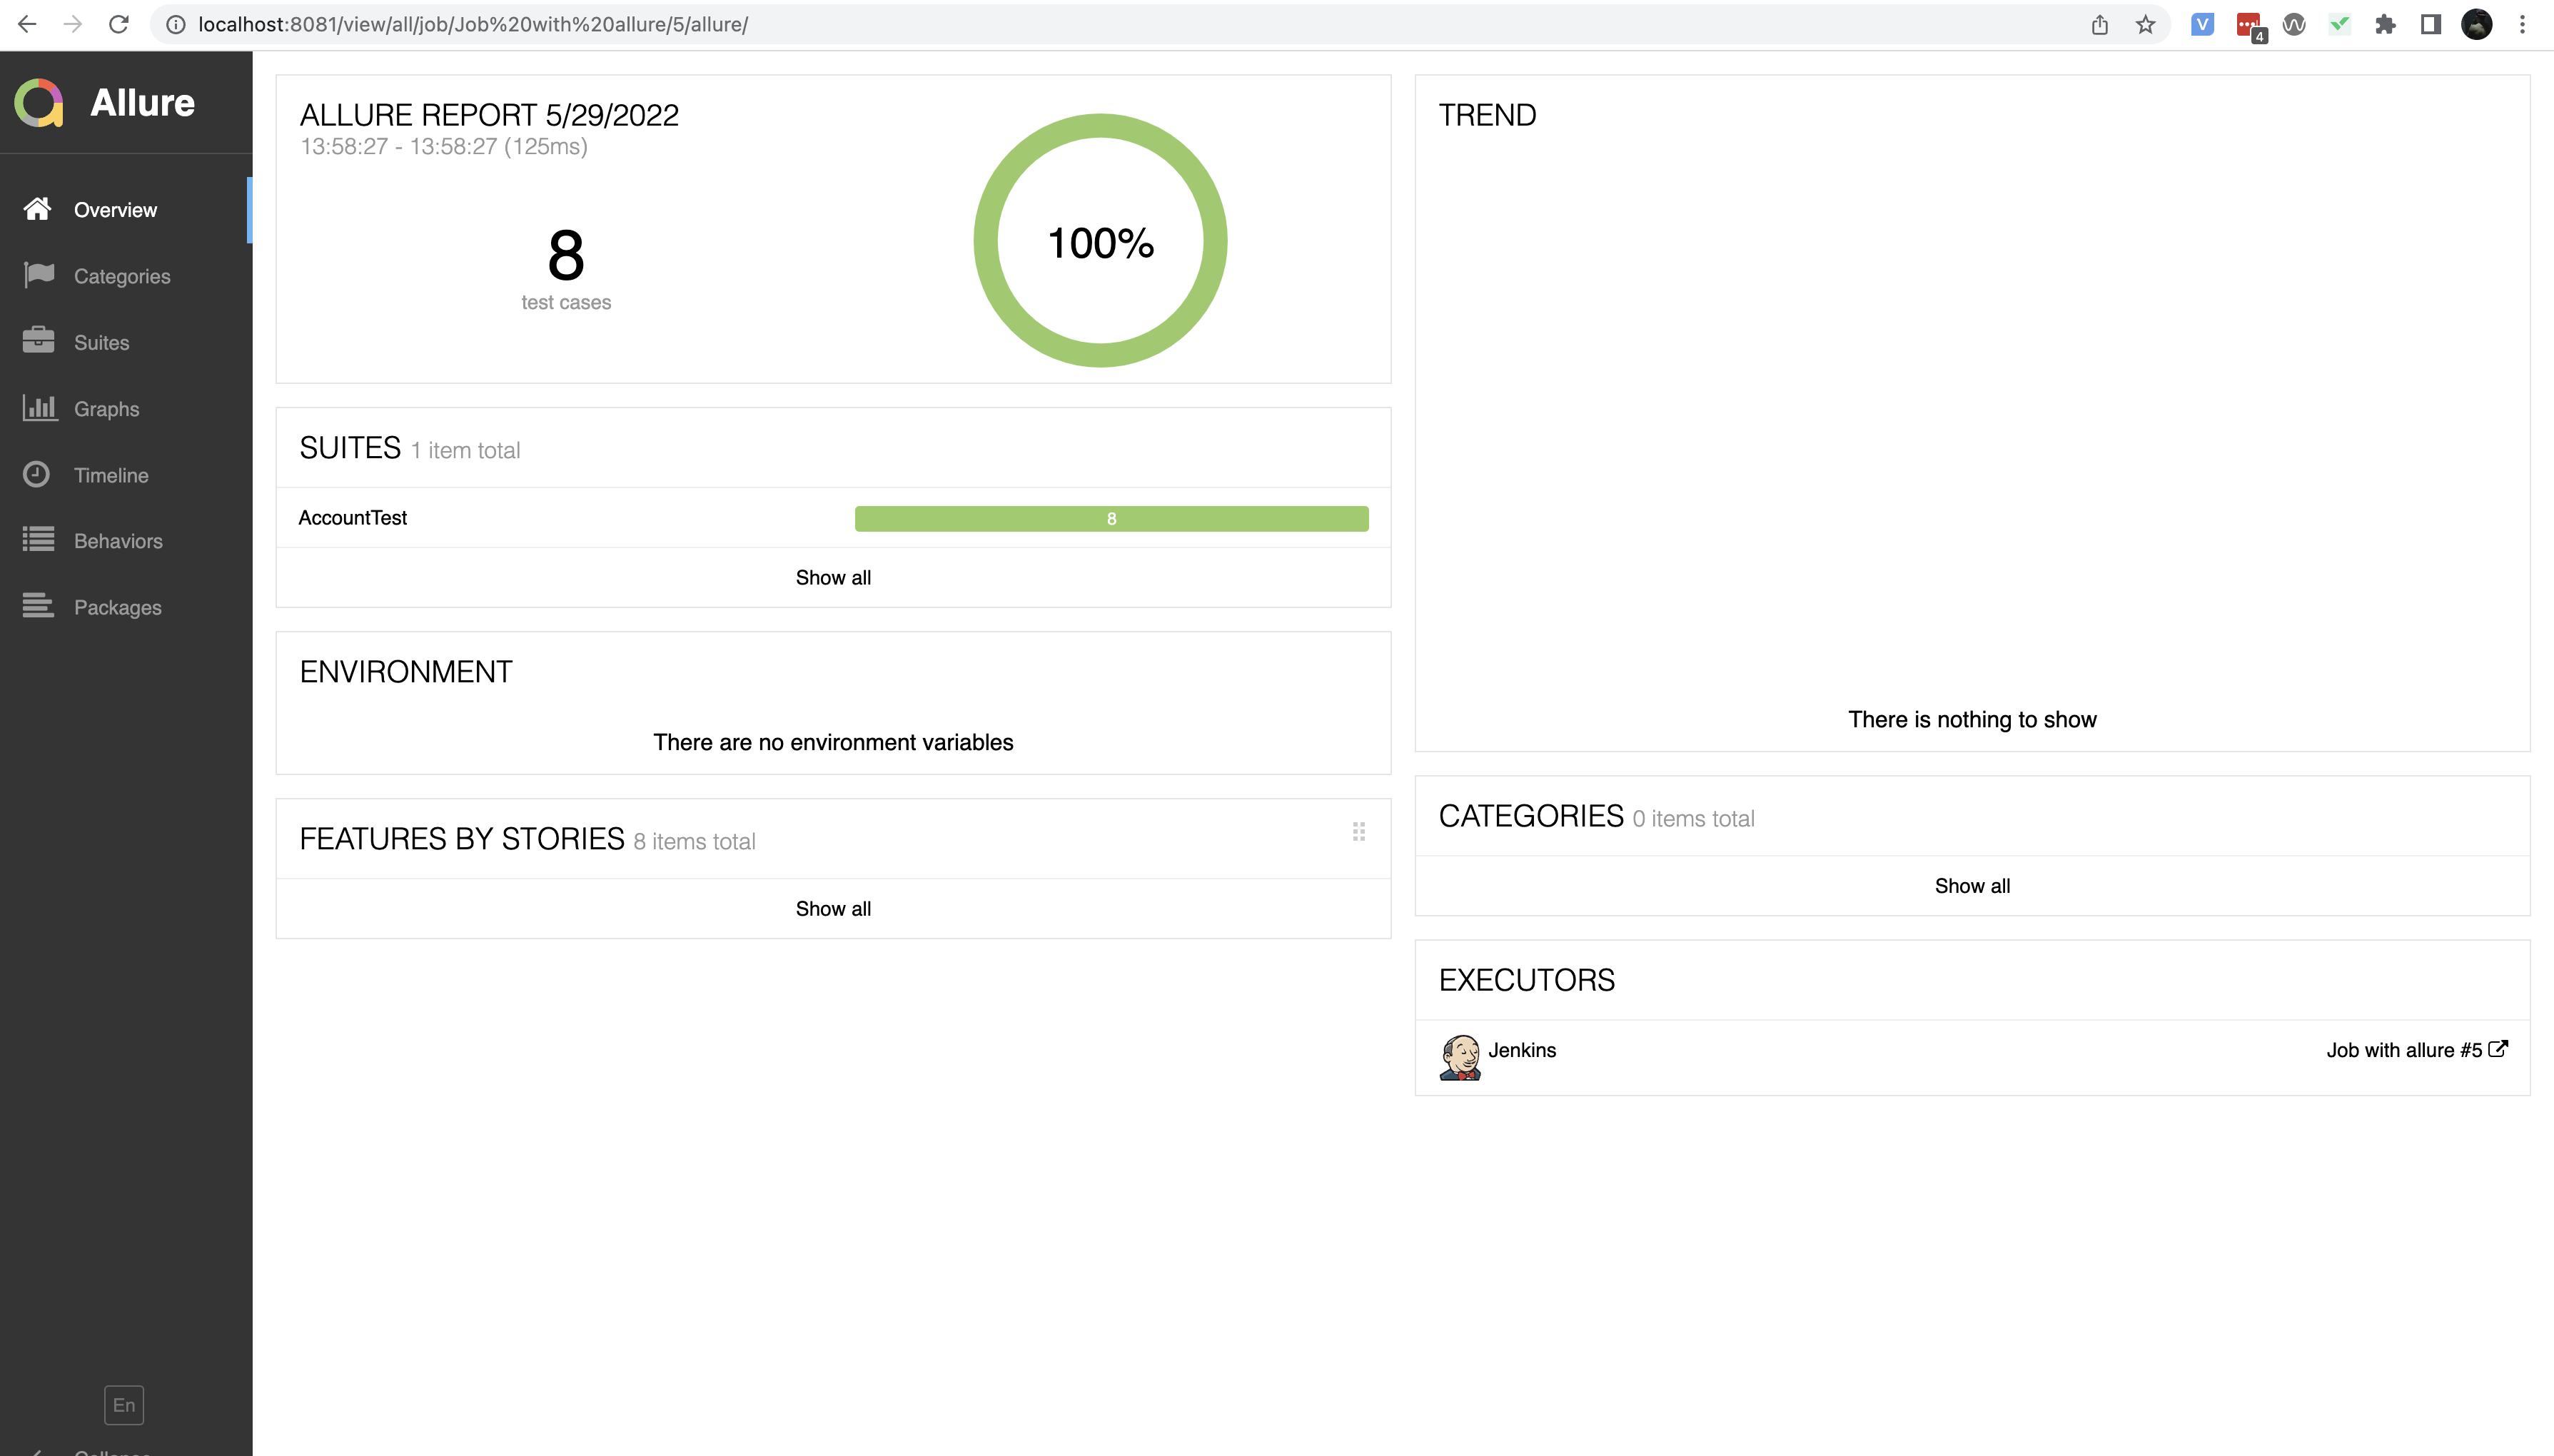 localhost:8081/view/all/job/Job%20with%20allure/5/allure/
V
4
Allure
Overview
Categories
Suites
Graphs
Timeline
Behaviors
Packages
En
ALLURE REPORT 5/29/2022
13:58:27 - 13:58:27 (125ms)
8
test cases
100%
SUITES 1 item total
AccountTest 8
Show all
ENVIRONMENT
There are no environment variables
FEATURES BY STORIES 8 items total
Show all
TREND
There is nothing to show
CATEGORIES 0 items total
Show all
EXECUTORS
Jenkins Job with allure #5